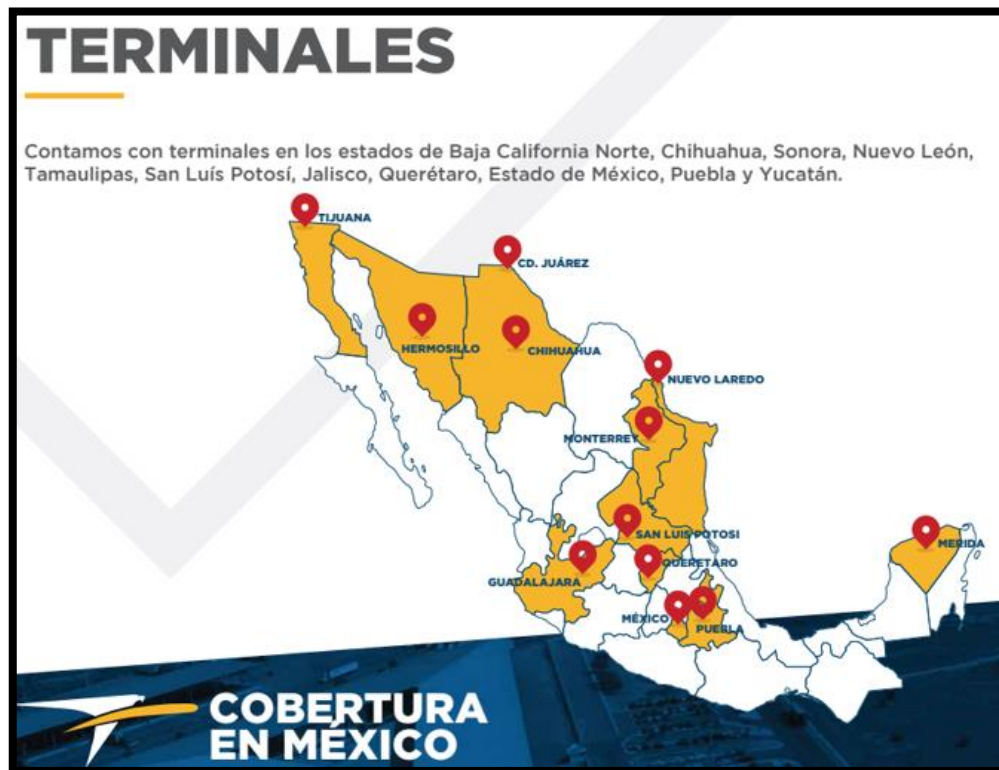 TERMINALES
Contamos con terminales en los estados de Baja California Norte, Chihuahua, Sonora, Nuevo León,
Tamaulipas, San Luís Potosí, Jalisco, Querétaro, Estado de México, Puebla y Yucatán.
TIJUANA
CD. JUÁREZ
HERMOSILLO
CHIHUAHUA
NUEVO LAREDO
MONTERREY
SAN LUIS POTOSI
MERIDA
QUERETARO
GUADALAJARA
MÉXICO
PUEBLA
COBERTURA
EN MÉXICO